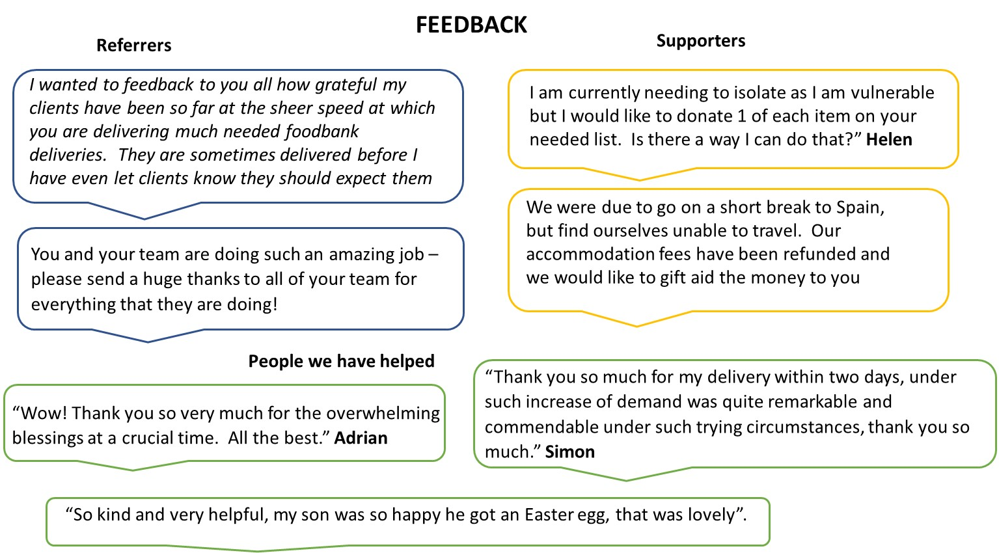 FEEDBACK
Referrers
I wanted to feedback to you all how grateful my
clients have been so far at the sheer speed at which
you are delivering much needed foodbank
deliveries.  They are sometimes delivered before I
have even let clients know they should expect them
You and your team are doing such an amazing job –
please send a huge thanks to all of your team for
everything that they are doing!
Supporters
I am currently needing to isolate as I am vulnerable
but I would like to donate 1 of each item on your
needed list.  Is there a way I can do that?” Helen
We were due to go on a short break to Spain,
but find ourselves unable to travel.  Our
accommodation fees have been refunded and
we would like to gift aid the money to you
People we have helped
“Wow! Thank you so very much for the overwhelming
blessings at a crucial time.  All the best.” Adrian
“Thank you so much for my delivery within two days, under
such increase of demand was quite remarkable and
commendable under such trying circumstances, thank you so
much.” Simon
“So kind and very helpful, my son was so happy he got an Easter egg, that was lovely”.